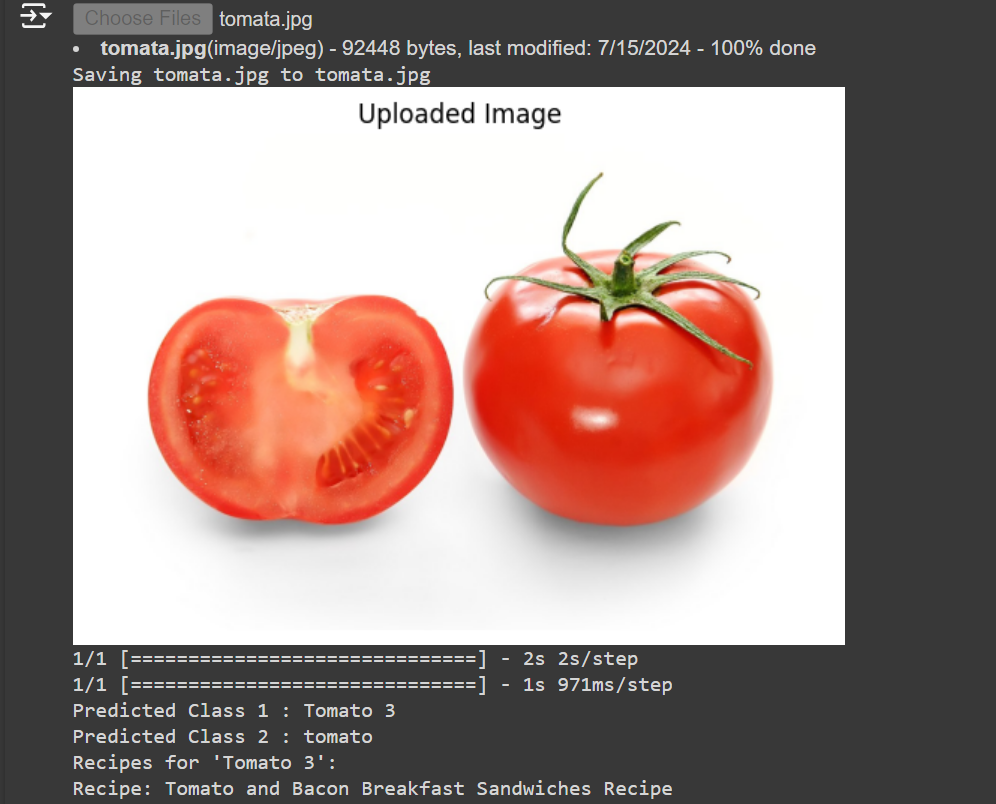 Choose Files tomata.jpg
• tomata.jpg(image/jpeg) - 92448 bytes, last modified: 7/15/2024 - 100% done
Saving tomata.jpg to tomata.jpg
Uploaded Image
1/1 [==============================] - 2s 2s/step
1/1 [==============================] - 1s 971ms/step
Predicted Class 1 : Tomato 3
Predicted Class 2 : tomato
Recipes for 'Tomato 3':
Recipe: Tomato and Bacon Breakfast Sandwiches Recipe